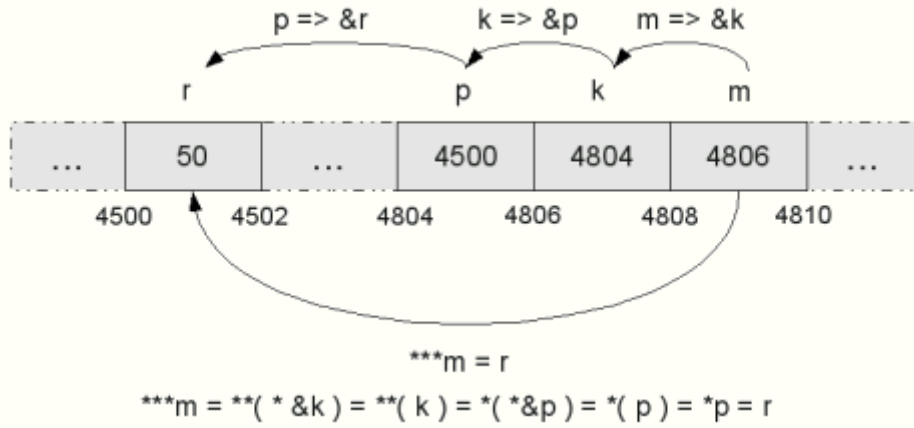 p => &r k => &p m => &k
r p k m
... 50 ... 4500 4804 4806 ...
4500 4502 4804 4806 4808 4810
***m = r
***m = **( * &k ) = **( k ) = *( *&p ) = *( p ) = *p = r